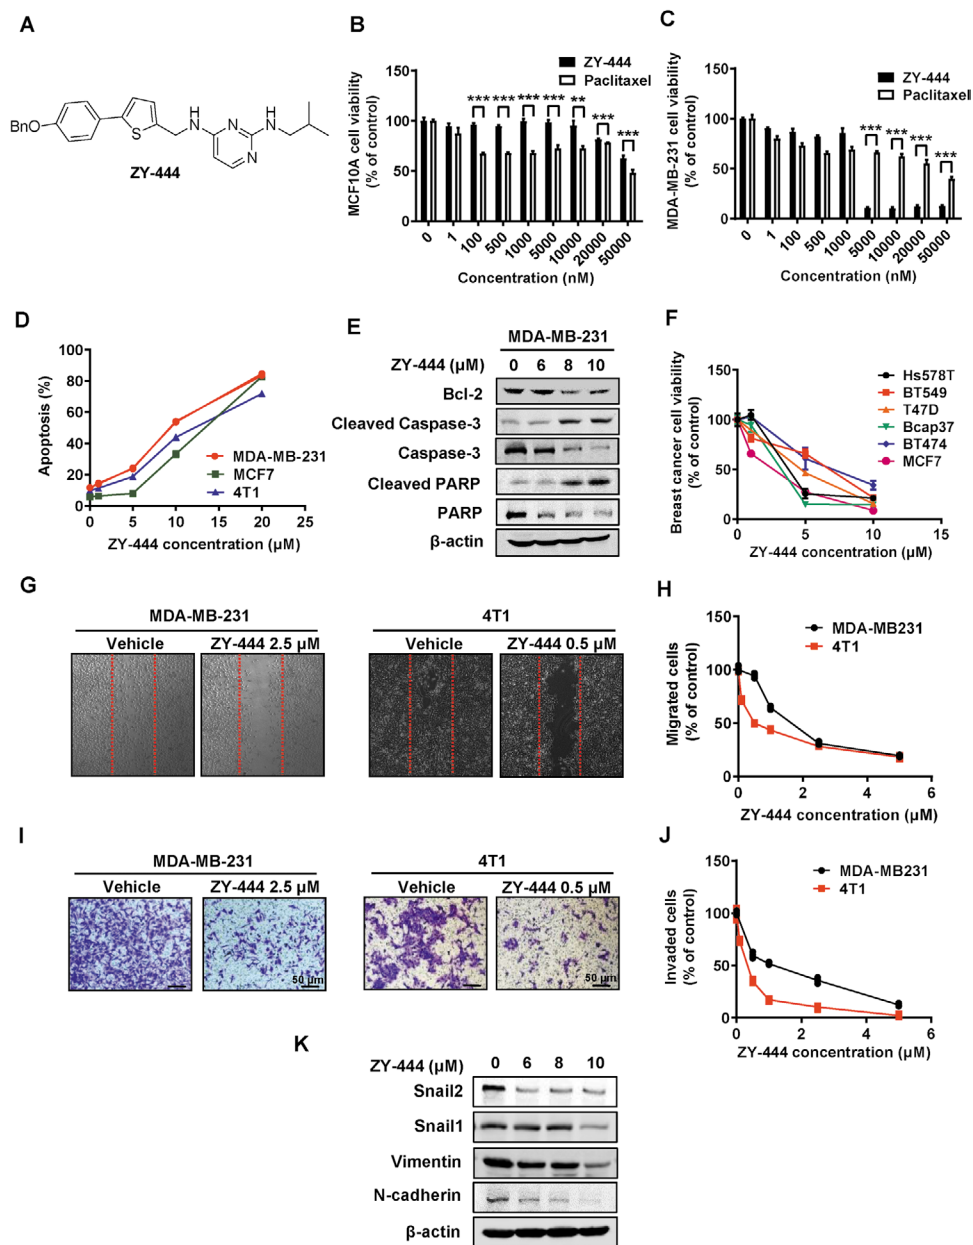 A
BnO
S
HN
N
N
H
N
ZY-444
B
ZY-444
Paclitaxel
MCF10A cell viability
(% of control)
150
100
50
0
*** *** *** *** ** *** ***
0 1 100 500 1000 5000 10000 20000 50000
Concentration (nM)
C
ZY-444
Paclitaxel
MDA-MB-231 cell viability
(% of control)
150
100
50
0
*** *** *** ***
0 1 100 500 1000 5000 10000 20000 50000
Concentration (nM)
D
Apoptosis (%)
100
80
60
40
20
0
MDA-MB-231
MCF7
4T1
0 5 10 15 20 25
ZY-444 concentration (μM)
E
MDA-MB-231
ZY-444 (μM) 0 6 8 10
Bcl-2
Cleaved Caspase-3
Caspase-3
Cleaved PARP
PARP
β-actin
F
Breast cancer cell viability
(% of control)
150
100
50
0
Hs578T
BT549
T47D
Bcap37
BT474
MCF7
0 5 10 15
ZY-444 concentration (μM)
G
MDA-MB-231
Vehicle ZY-444 2.5 μM
4T1
Vehicle ZY-444 0.5 μM
H
Migrated cells
(% of control)
150
100
50
0
MDA-MB231
4T1
0 2 4 6
ZY-444 concentration (μM)
I
MDA-MB-231
Vehicle ZY-444 2.5 μM
50 μm
4T1
Vehicle ZY-444 0.5 μM
50 μm
J
Invaded cells
(% of control)
150
100
50
0
MDA-MB231
4T1
0 2 4 6
ZY-444 concentration (μM)
K
ZY-444 (μM) 0 6 8 10
Snail2
Snail1
Vimentin
N-cadherin
β-actin